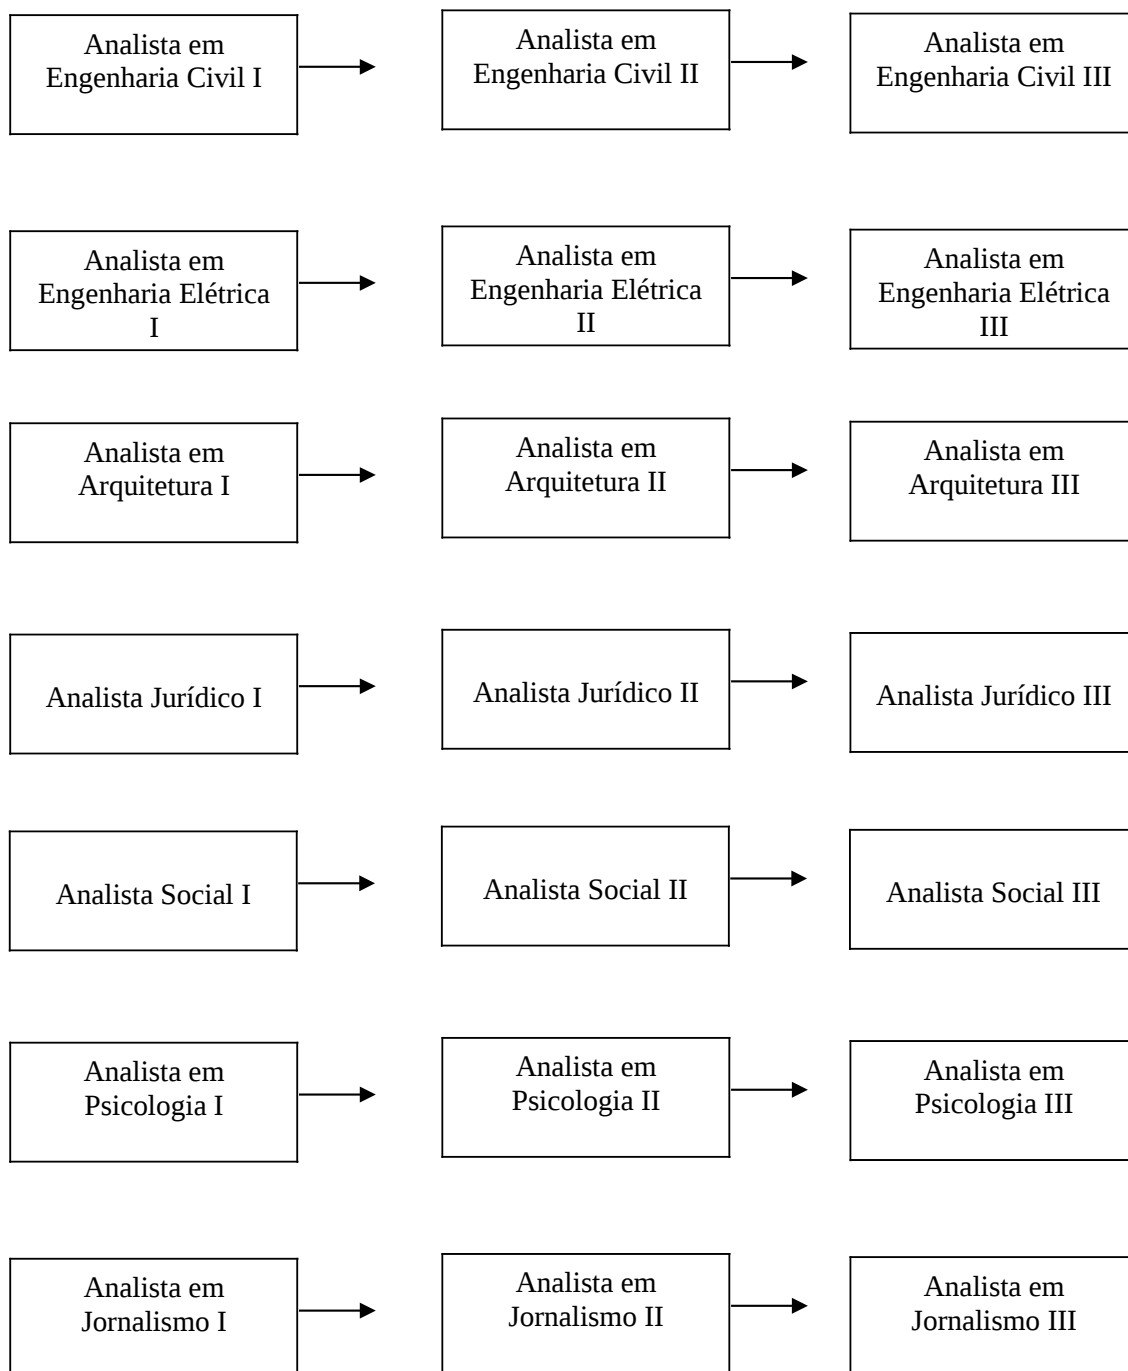 Analista em
Engenharia Civil I
Analista em
Engenharia Civil II
Analista em
Engenharia Civil III
Analista em
Engenharia Elétrica
I
Analista em
Engenharia Elétrica
II
Analista em
Engenharia Elétrica
III
Analista em
Arquitetura I
Analista em
Arquitetura II
Analista em
Arquitetura III
Analista Jurídico I
Analista Jurídico II
Analista Jurídico III
Analista Social I
Analista Social II
Analista Social III
Analista em
Psicologia I
Analista em
Psicologia II
Analista em
Psicologia III
Analista em
Jornalismo I
Analista em
Jornalismo II
Analista em
Jornalismo III